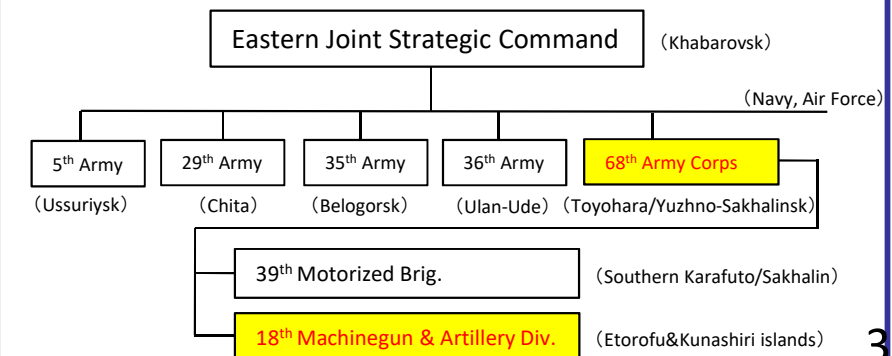 Eastern Joint Strategic Command （Khabarovsk）
（Navy, Air Force）
5th Army 29th Army 35th Army 36th Army 68th Army Corps
（Ussuriysk） （Chita） （Belogorsk） （Ulan-Ude） （Toyohara/Yuzhno-Sakhalinsk）
39th Motorized Brig. （Southern Karafuto/Sakhalin）
18th Machinegun & Artillery Div. （Etorofu&Kunashiri islands）
3